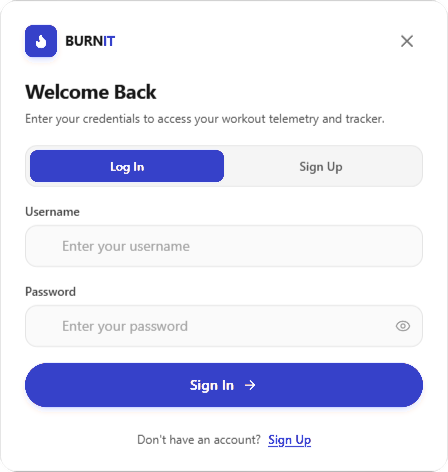 BURNIT
Welcome Back
Enter your credentials to access your workout telemetry and tracker.
Log In
Sign Up
Username
Enter your username
Password
Enter your password
Sign In →
Don't have an account? Sign Up